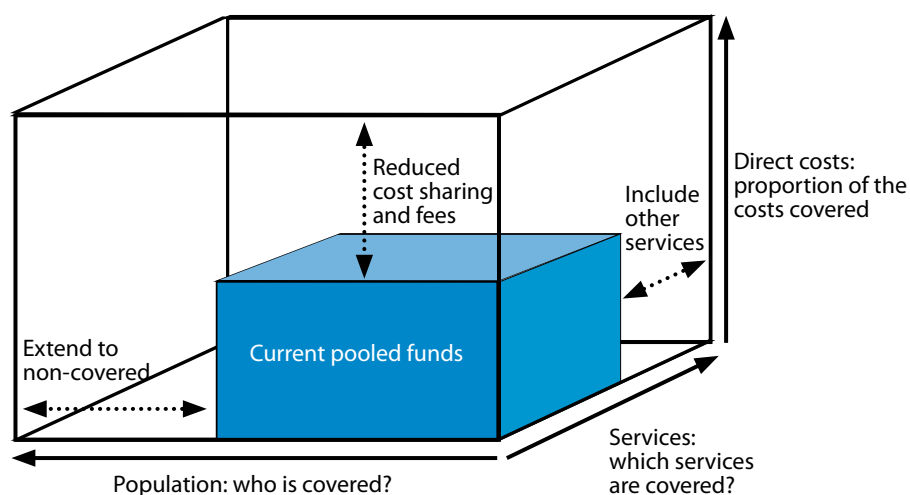 Reduced
cost sharing
and fees
Include
other
services
Direct costs:
proportion of the
costs covered
Extend to
non-covered
Current pooled funds
Services:
which services
are covered?
Population: who is covered?